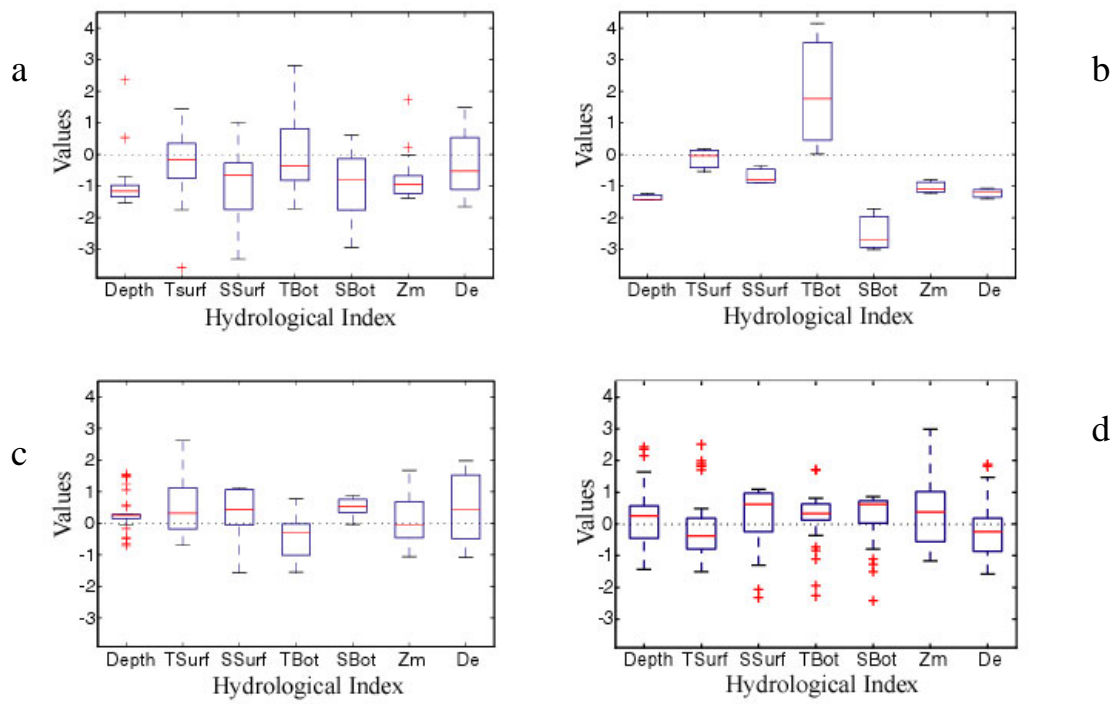 a
4
3
2
1
0
-1
-2
-3
Values
Depth Tsurf SSurf TBot SBot Zm De
Hydrological Index
b
4
3
2
1
0
-1
-2
-3
Values
Depth TSurf SSurf TBot SBot Zm De
Hydrological Index
c
4
3
2
1
0
-1
-2
-3
Values
Depth TSurf SSurf TBot SBot Zm De
Hydrological Index
d
4
3
2
1
0
-1
-2
-3
Values
Depth TSurf SSurf TBot SBot Zm De
Hydrological Index